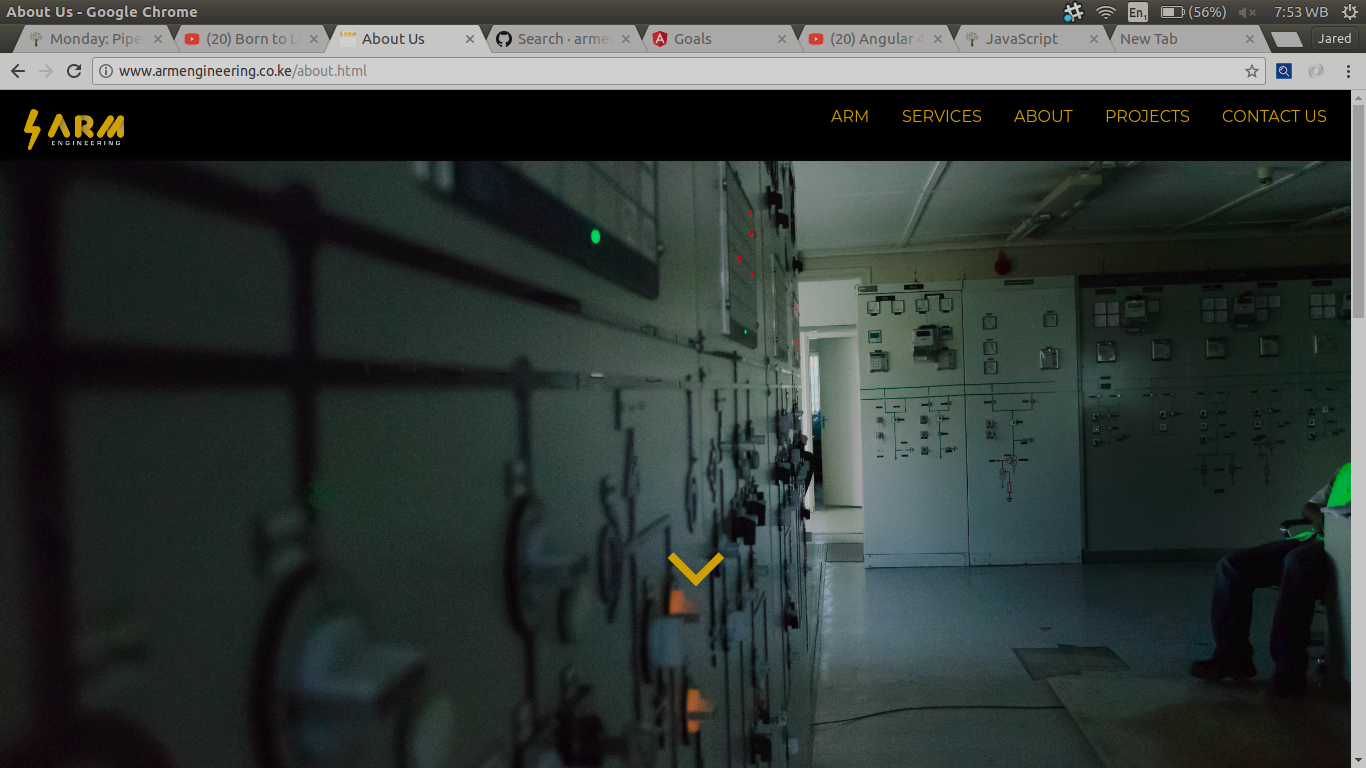 About Us - Google Chrome
En1 (56%) 7:53 WB
Monday: Pipe
(20) Born to L
About Us
Search · arme
Goals
(20) Angular 4
JavaScript
New Tab
Jared
www.armengineering.co.ke/about.html
ARM
ENGINEERING
ARM SERVICES ABOUT PROJECTS CONTACT US